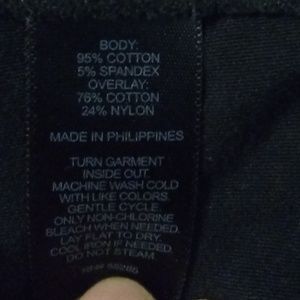 BODY:
95% COTTON
5% SPANDEX
OVERLAY:
76% COTTON
24% NYLON
MADE IN PHILIPPINES
TURN GARMENT
INSIDE OUT.
MACHINE WASH COLD
WITH LIKE COLORS.
GENTLE CYCLE.
ONLY NON-CHLORINE
BLEACH WHEN NEEDED.
LAY FLAT TO DRY.
COOL IRON IF NEEDED.
DO NOT STEAM.